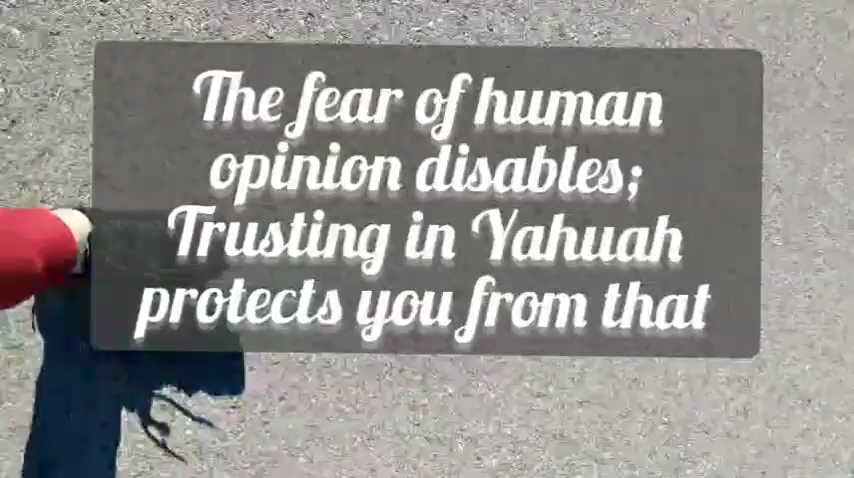 The fear of human
opinion disables;
Trusting in Yahuah
protects you from that